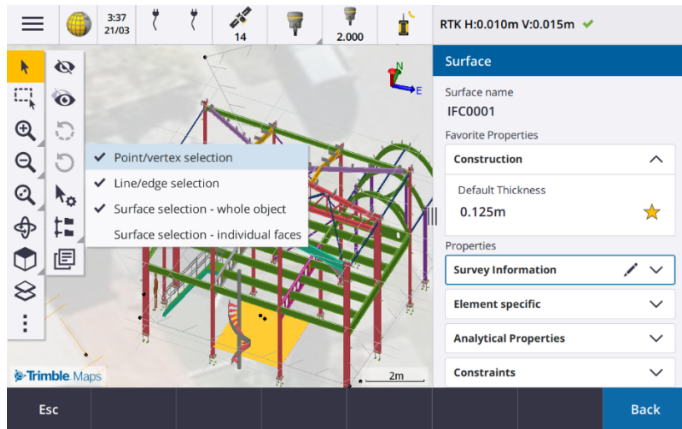 3:37
21/03
14
2.000
RTK H:0.010m V:0.015m
Surface
Surface name
IFC0001
Favorite Properties
Construction
Default Thickness
0.125m
Properties
Survey Information
Element specific
Analytical Properties
Constraints
N
E
Point/vertex selection
Line/edge selection
Surface selection - whole object
Surface selection - individual faces
Trimble Maps
2m
Esc
Back